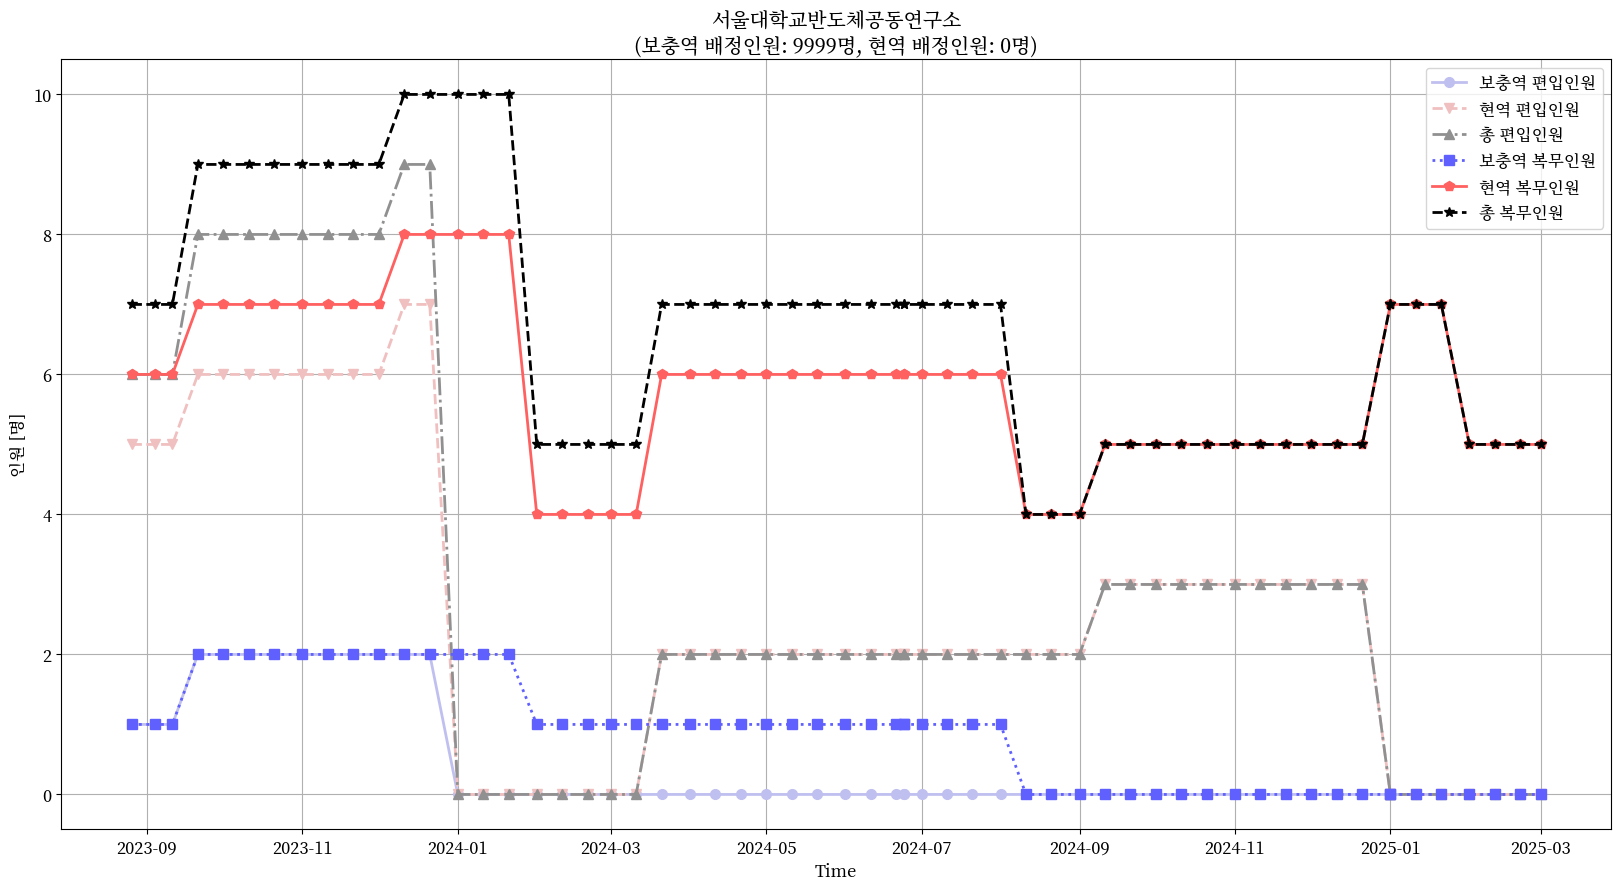 서울대학교반도체공동연구소
(보충역 배정인원: 9999명, 현역 배정인원: 0명)
보충역 편입인원
현역 편입인원
총 편입인원
보충역 복무인원
현역 복무인원
총 복무인원
인원 [명]
10
8
6
4
2
0
2023-09
2023-11
2024-01
2024-03
2024-05
2024-07
2024-09
2024-11
2025-01
2025-03
Time